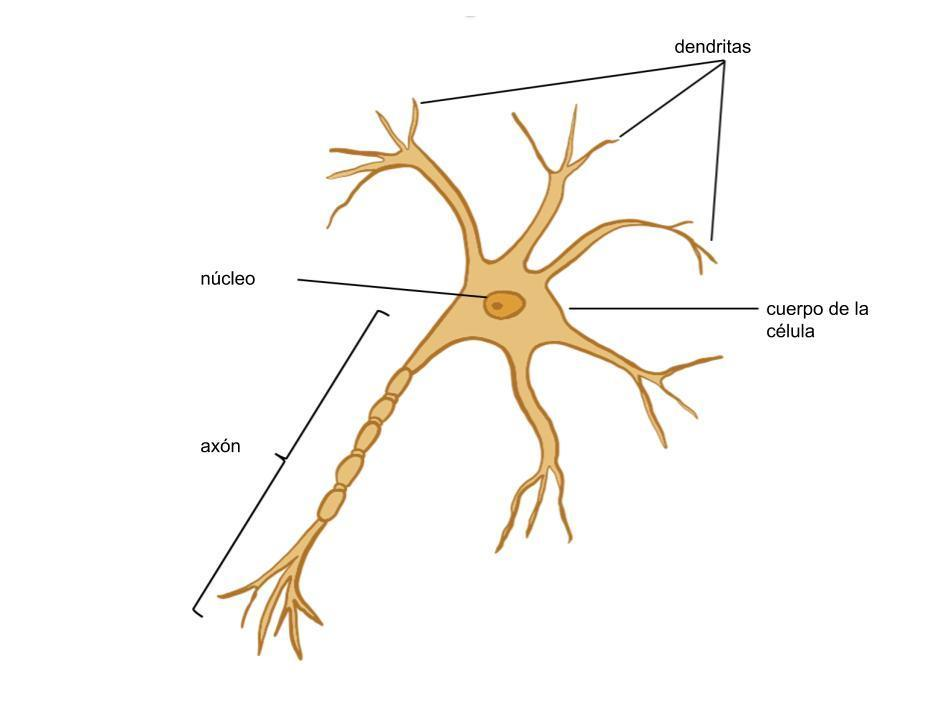 dendritas
núcleo
cuerpo de la
célula
axón